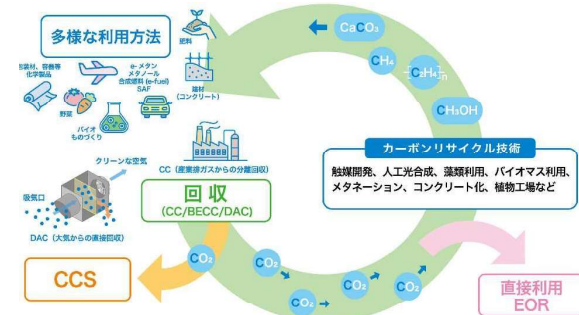 多様な利用方法
肥料
包装材、容器等
化学製品
e-メタン
メタノール
合成燃料(e-fuel)
SAF
建材
(コンクリート)
野菜
バイオ
ものづくり
CaCO₃
CH₄
[C₂H₄]n
CH₃OH
カーボンリサイクル技術
触媒開発、人工光合成、藻類利用、バイオマス利用、
メタネーション、コンクリート化、植物工場など
CC(産業排ガスからの分離回収)
クリーンな空気
吸気口
DAC(大気からの直接回収)
回収
(CC/BECC/DAC)
CCS
CO₂
CO₂
CO₂
CO₂
CO₂
直接利用
EOR